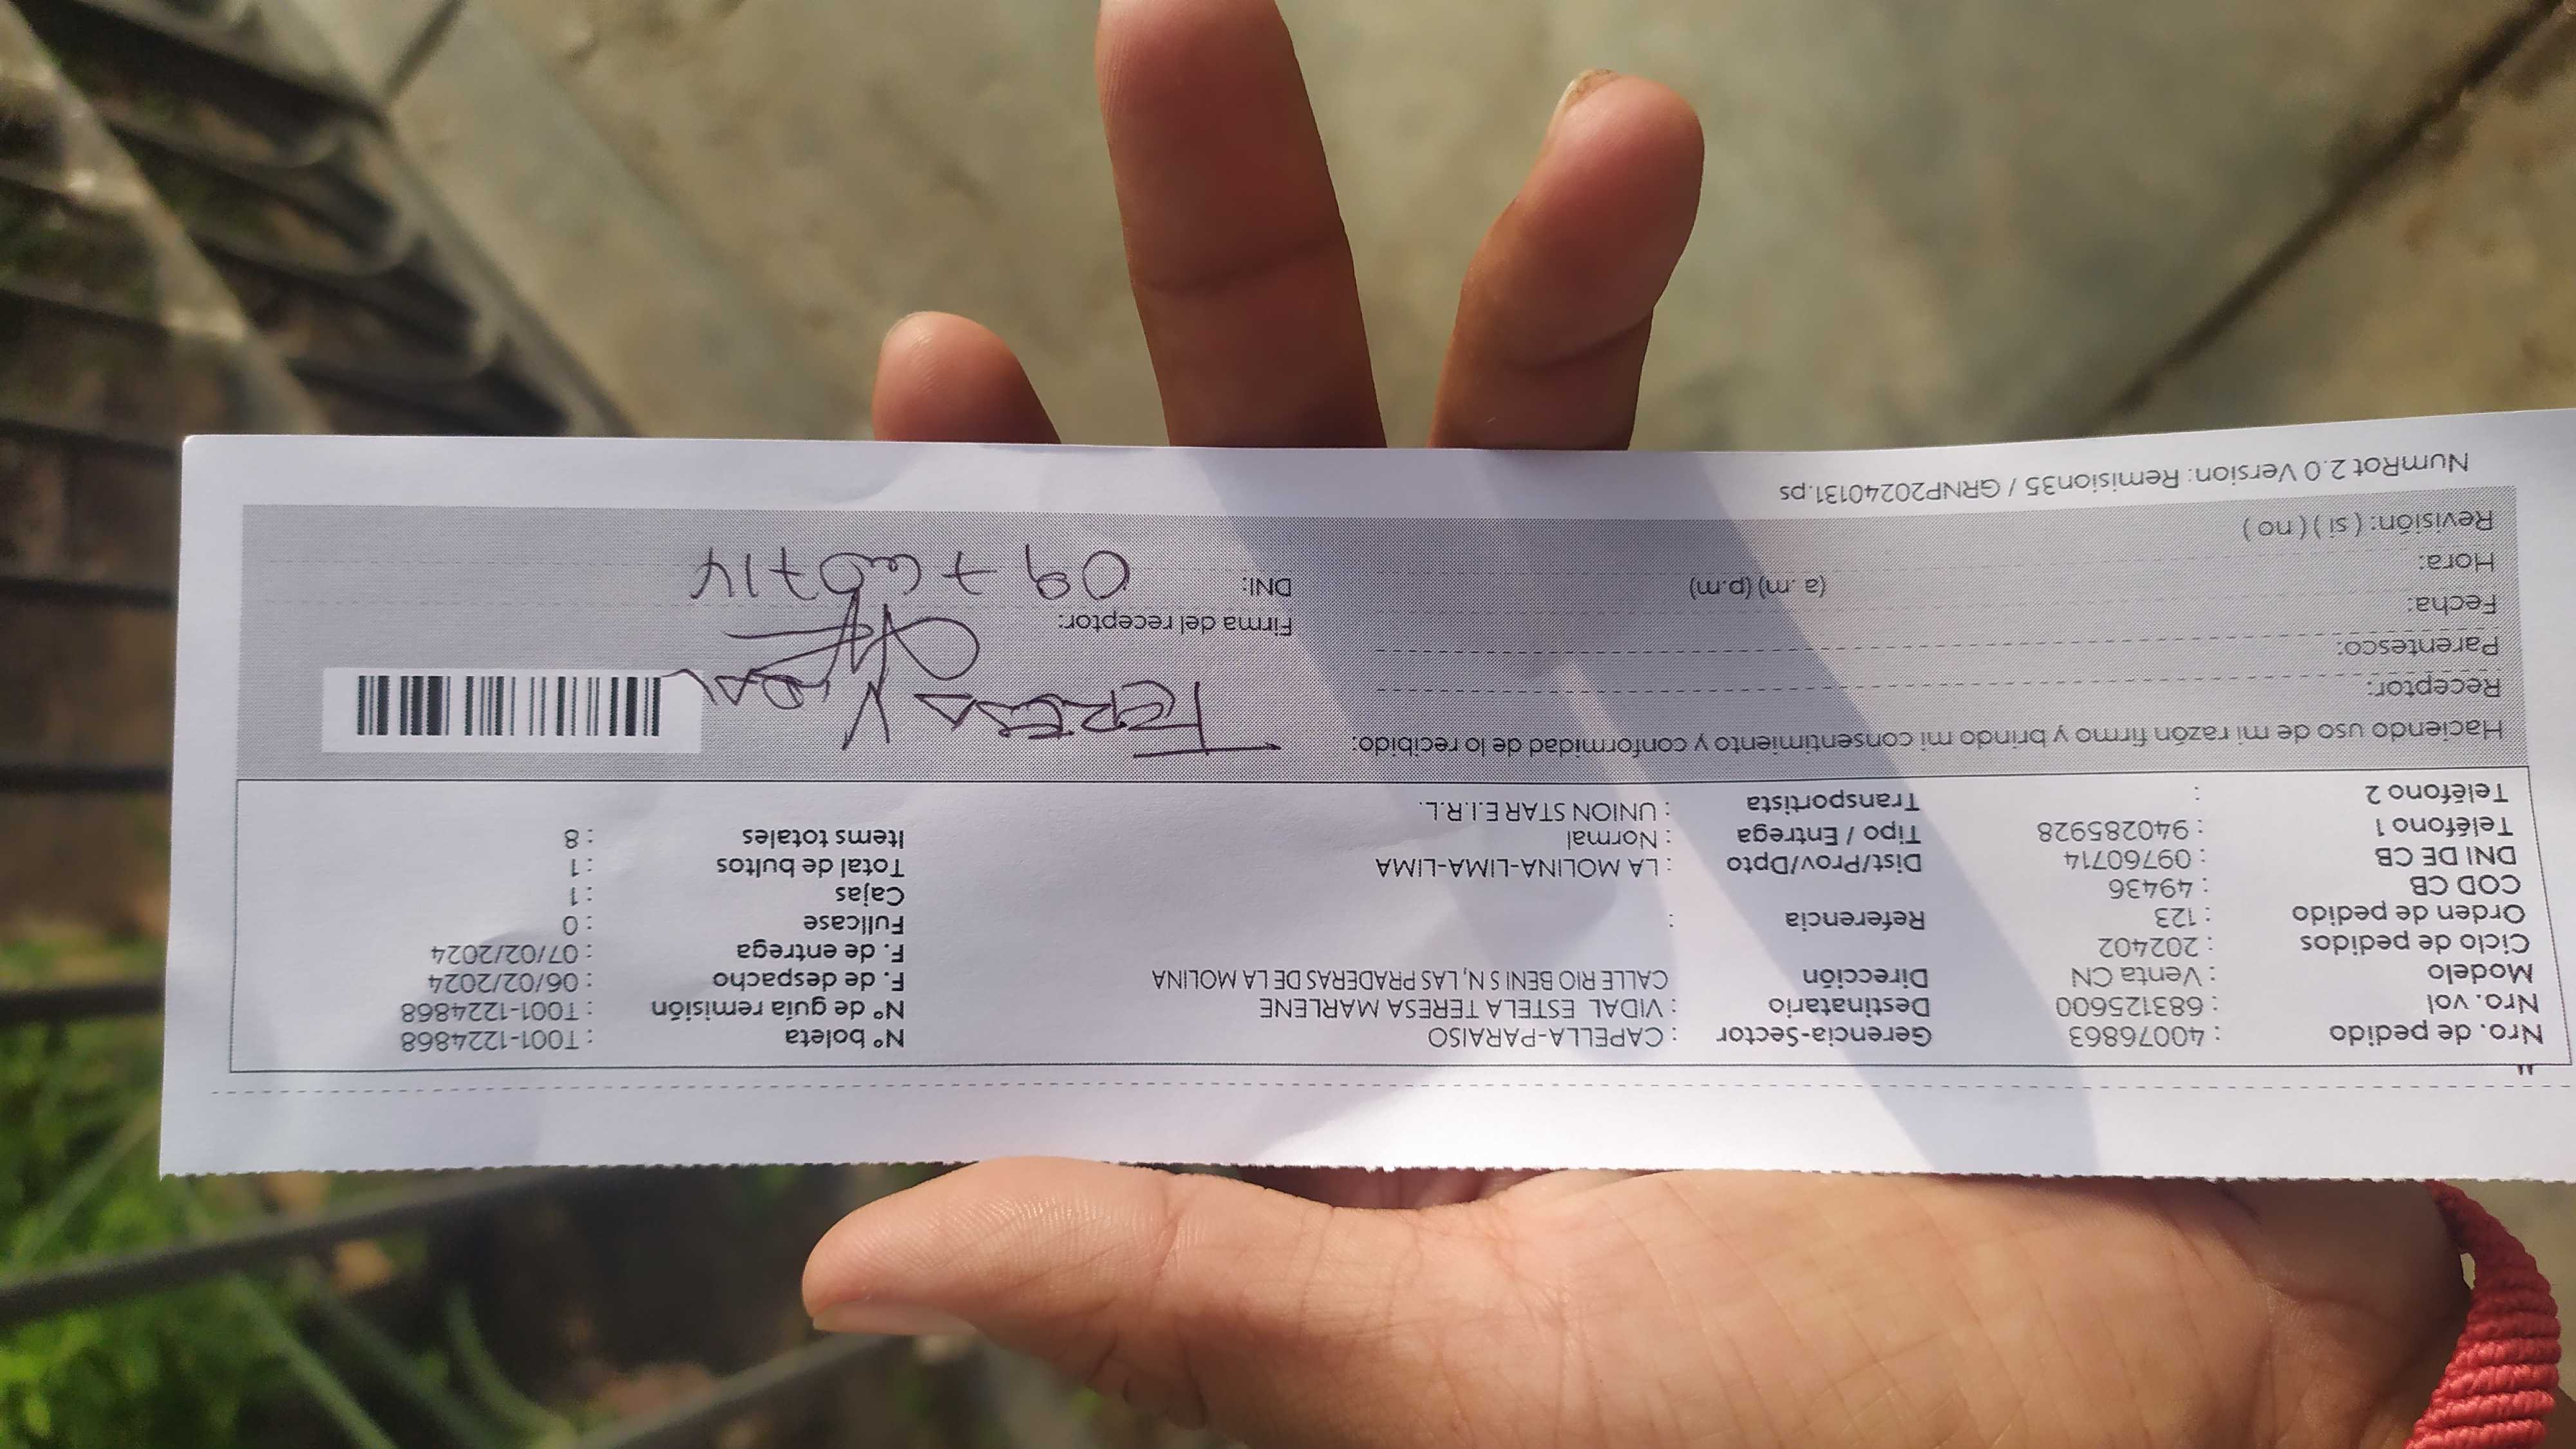 Nro. de pedido : 40076863 Gerencia-Sector : CAPELLA-PARAISO N° boleta : T001-1224868
Nro. vol : 683125600 Destinatario : VIDAL ESTELA TERESA MARLENE N° de guía remisión : T001-1224868
Modelo : Venta CN Dirección CALLE RIO BENI S N, LAS PRADERAS DE LA MOLINA F. de despacho : 06/02/2024
Ciclo de pedidos : 202402 F. de entrega : 07/02/2024
Orden de pedido : 123 Referencia : Fullcase : 0
COD CB : 49436 Cajas : 1
DNI DE CB : 09760714 Dist/Prov/Dpto : LA MOLINA-LIMA-LIMA Total de bultos : 1
Teléfono 1 : 940285928 Tipo / Entrega : Normal Items totales : 8
Teléfono 2 : Transportista : UNION STAR E.I.R.L.
Haciendo uso de mi razón firmo y brindo mi consentimiento y conformidad de lo recibido:
Receptor: TERESA VIDAL
Parentesco:
Fecha: Firma del receptor:
Hora: (a .m) (p.m) DNI: 09760714
Revisión: ( si ) ( no )
NumRot 2.0 Version: Remision35 / GRNP20240131.ps